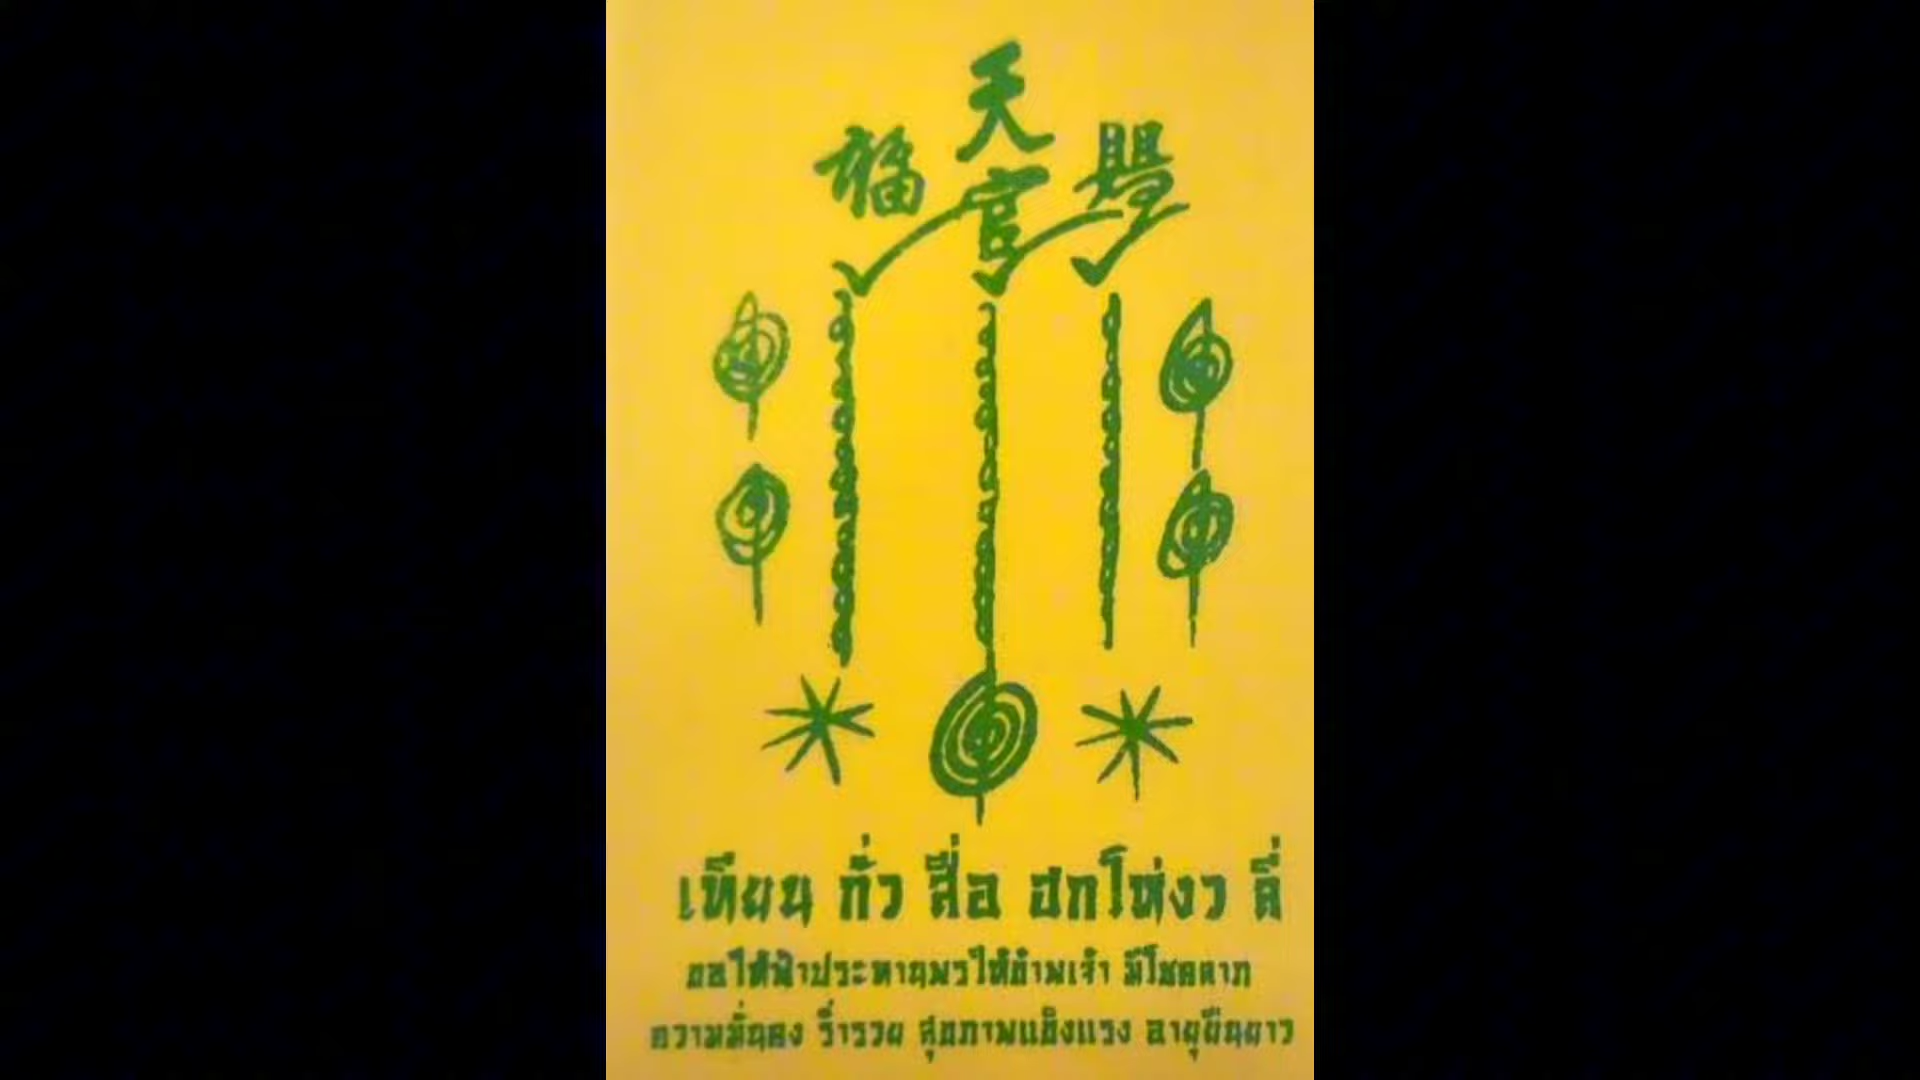 天
福 官
เทียน กั่ว สื่อ ฮกโห่งว ลี่
ขอให้ฟ้าประทานพรให้ข้าพเจ้า มีโชคลาภ
ความมั่นคง ร่ำรวย สุขภาพแข็งแรง อายุยืนยาว